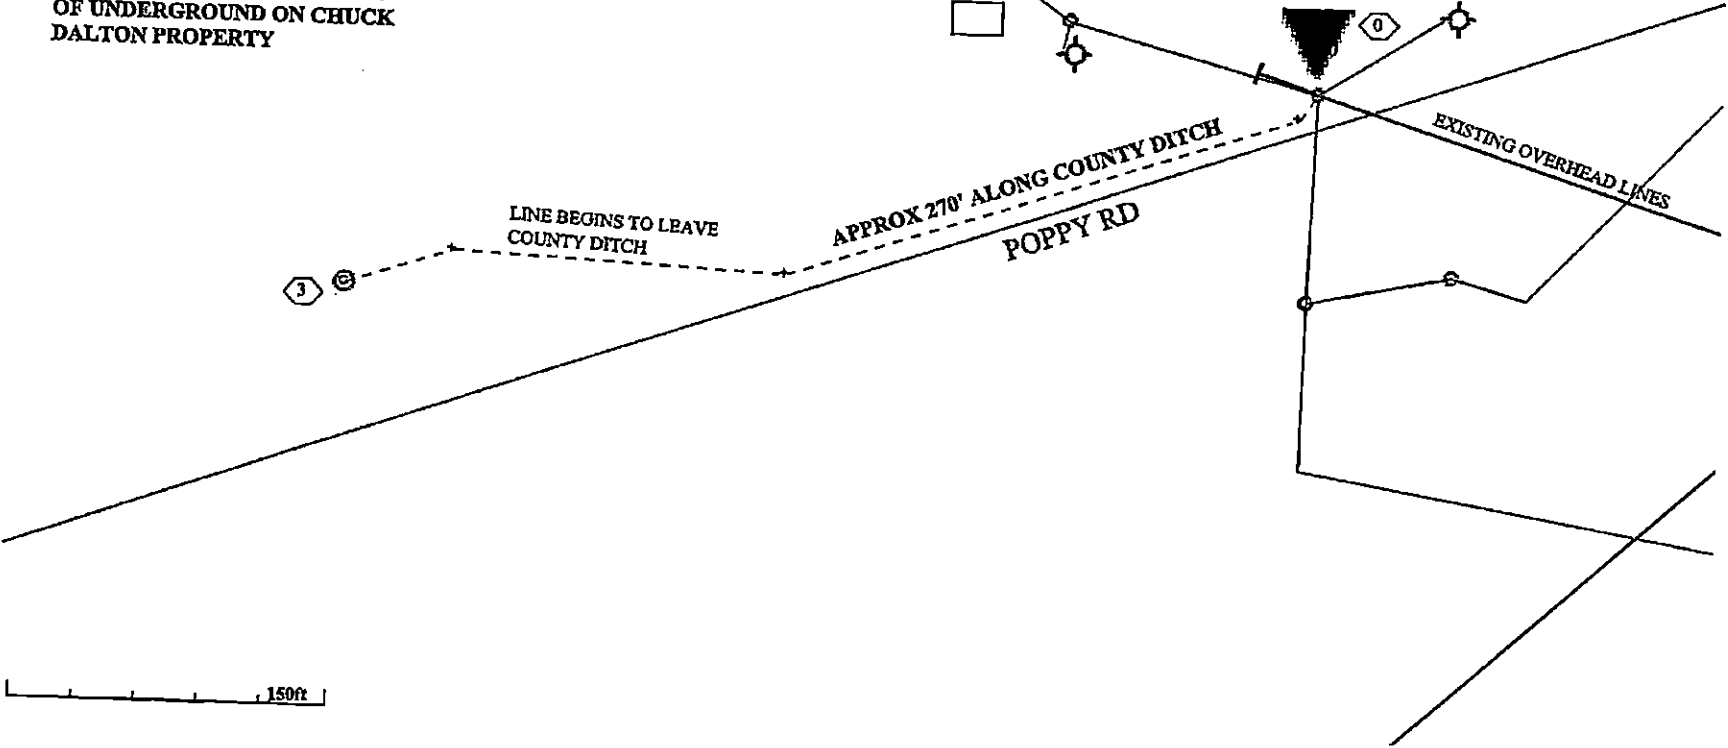 OF UNDERGROUND ON CHUCK
DALTON PROPERTY
0
EXISTING OVERHEAD LINES
APPROX 270' ALONG COUNTY DITCH
POPPY RD
LINE BEGINS TO LEAVE
COUNTY DITCH
3
150ft